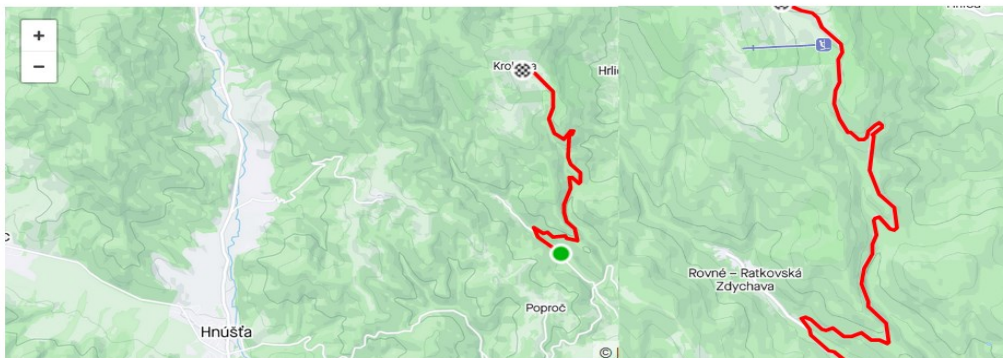 +
−
Hnúšťa
Poproč
©
Rovné – Ratkovská
Zdychava